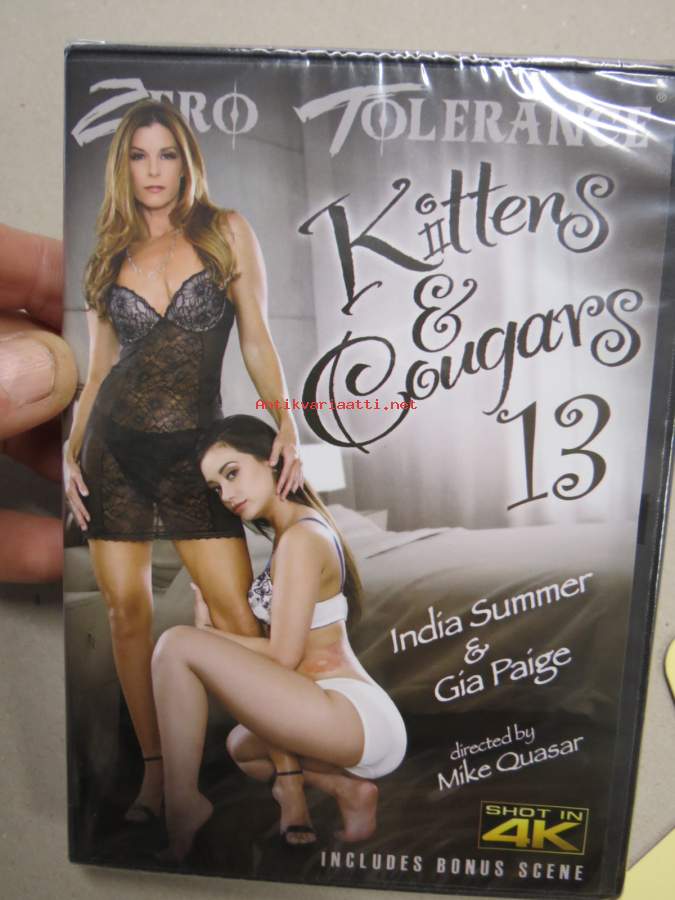 ZERO TOLERANCE®
Kittens
&
Cougars
13
Antikvariaatti.net
India Summer
&
Gia Paige
directed by
Mike Quasar
SHOT IN
4K
INCLUDES BONUS SCENE